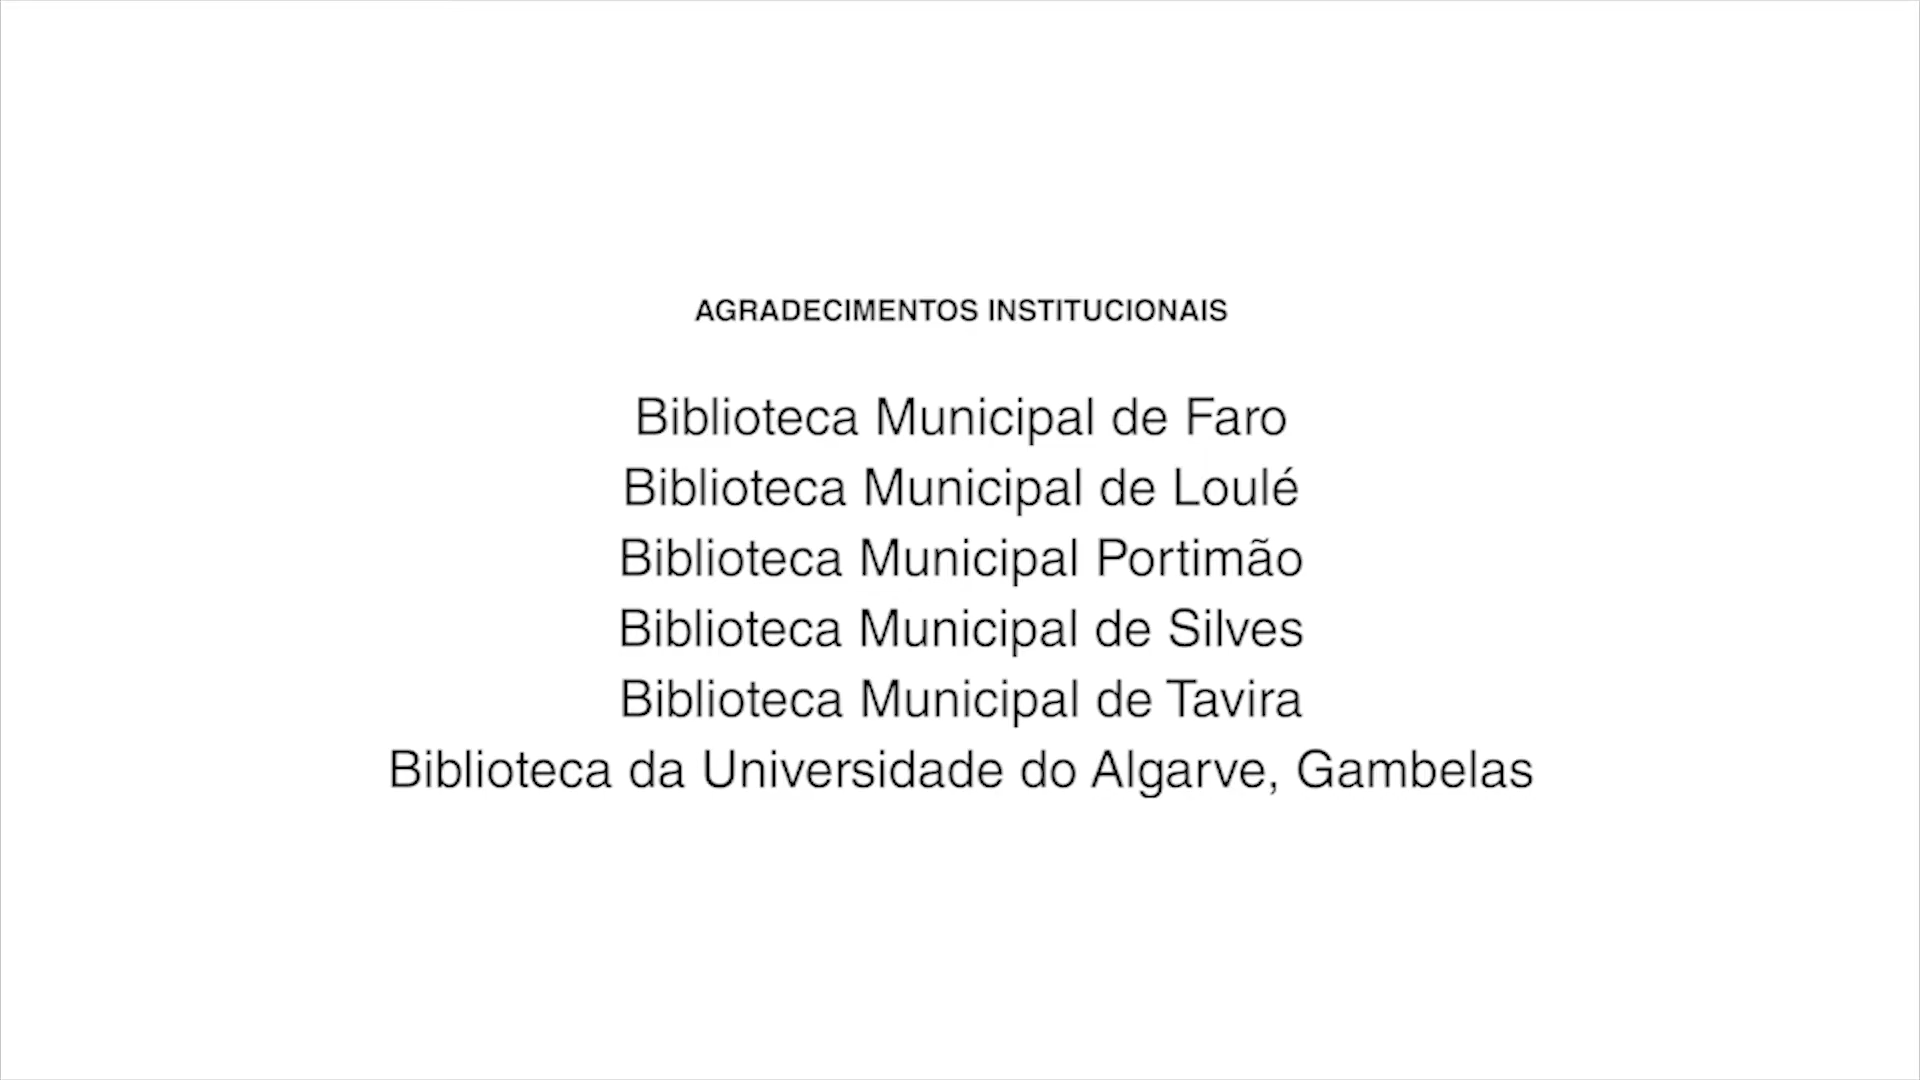 AGRADECIMENTOS INSTITUCIONAIS
Biblioteca Municipal de Faro
Biblioteca Municipal de Loulé
Biblioteca Municipal Portimão
Biblioteca Municipal de Silves
Biblioteca Municipal de Tavira
Biblioteca da Universidade do Algarve, Gambelas